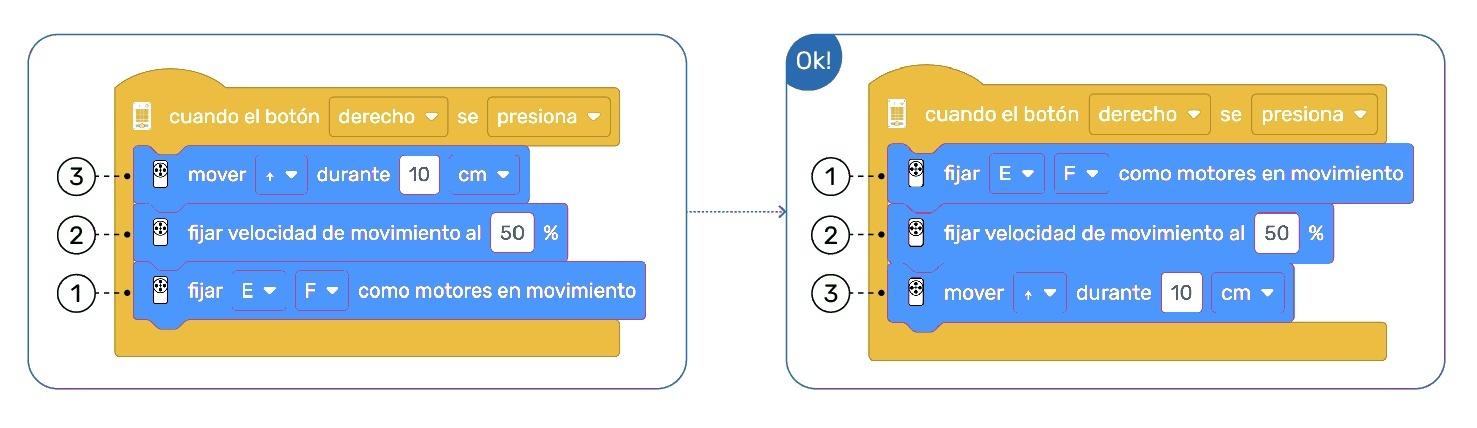 cuando el botón derecho se presiona
3 mover ↑ durante 10 cm
2 fijar velocidad de movimiento al 50 %
1 fijar E F como motores en movimiento
Ok!
cuando el botón derecho se presiona
1 fijar E F como motores en movimiento
2 fijar velocidad de movimiento al 50 %
3 mover ↑ durante 10 cm